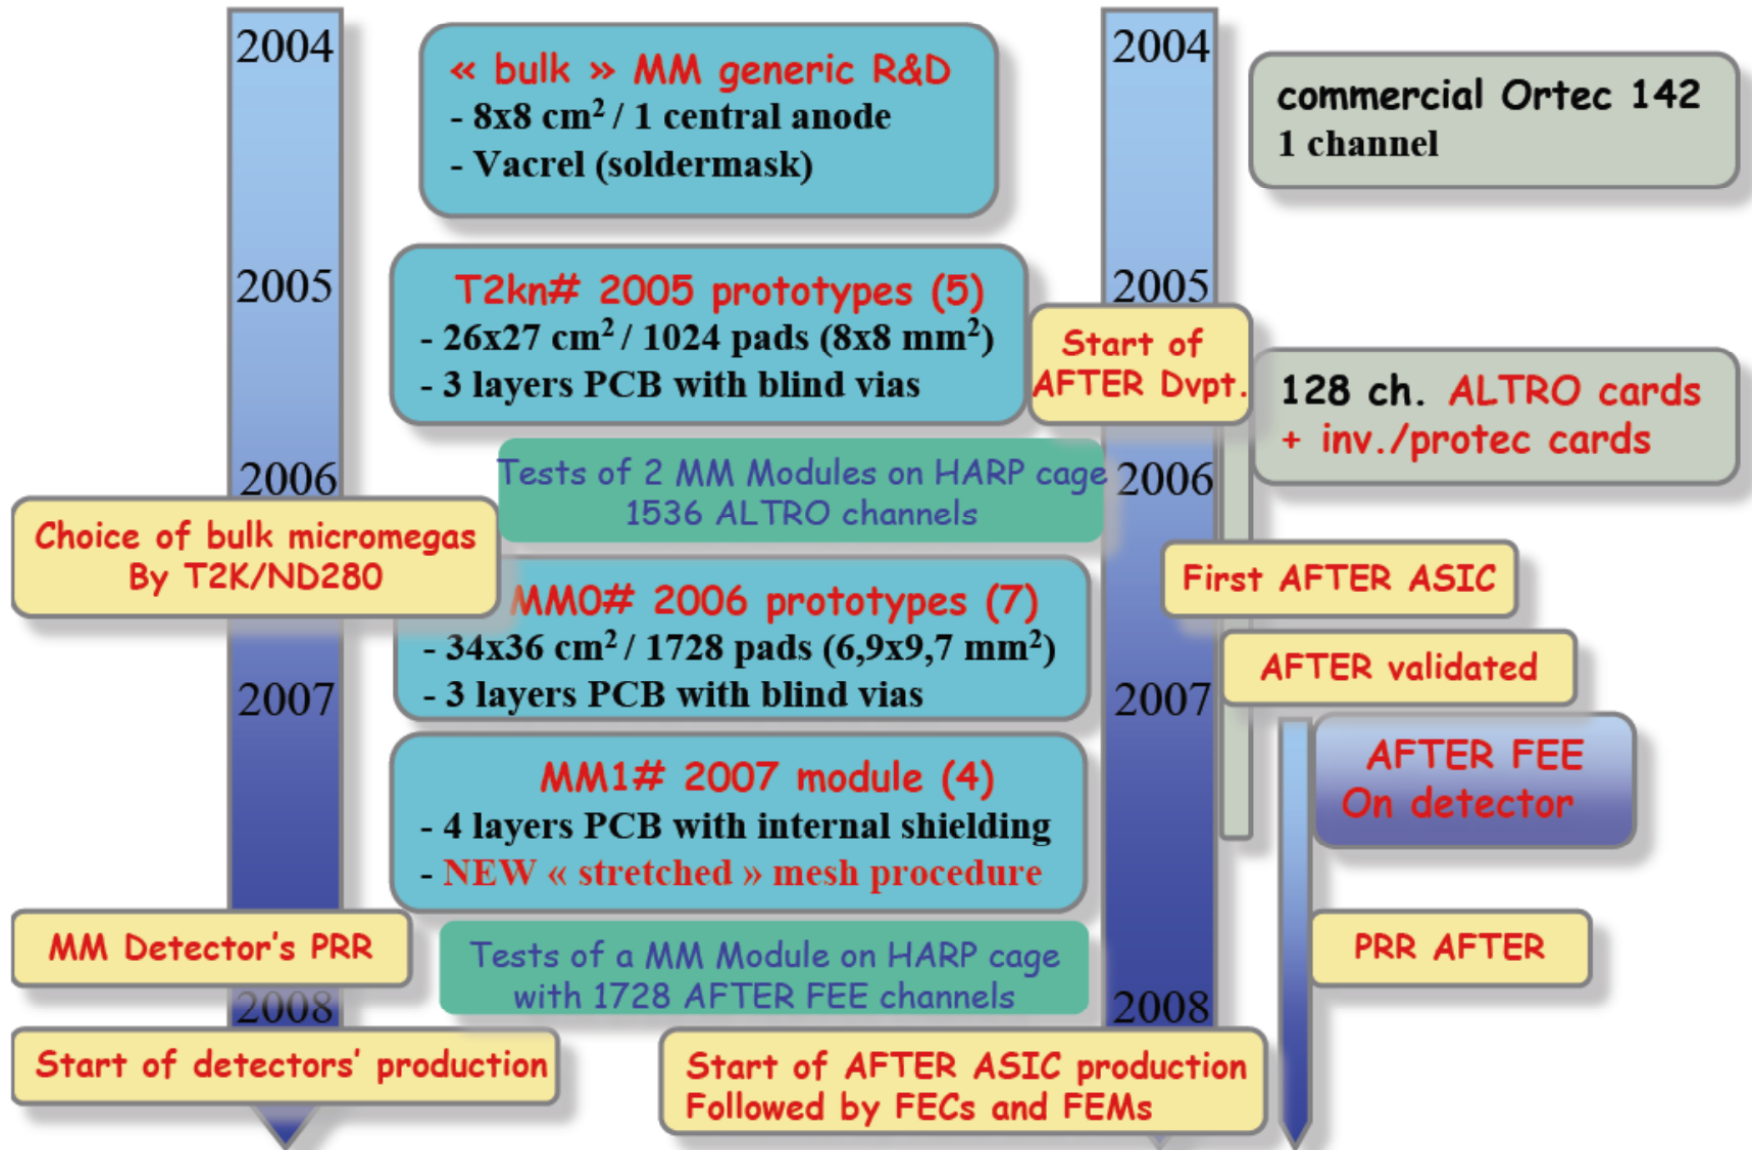 2004
« bulk » MM generic R&D
- 8x8 cm² / 1 central anode
- Vacrel (soldermask)
2004
commercial Ortec 142
1 channel
2005
T2kn# 2005 prototypes (5)
- 26x27 cm² / 1024 pads (8x8 mm²)
- 3 layers PCB with blind vias
2005
Start of
AFTER Dvpt.
128 ch. ALTRO cards
+ inv./protec cards
2006
Tests of 2 MM Modules on HARP cage
1536 ALTRO channels
2006
Choice of bulk micromegas
By T2K/ND280
First AFTER ASIC
MM0# 2006 prototypes (7)
- 34x36 cm² / 1728 pads (6,9x9,7 mm²)
- 3 layers PCB with blind vias
AFTER validated
2007
2007
MM1# 2007 module (4)
- 4 layers PCB with internal shielding
- NEW « stretched » mesh procedure
AFTER FEE
On detector
MM Detector's PRR
Tests of a MM Module on HARP cage
with 1728 AFTER FEE channels
PRR AFTER
2008
2008
Start of detectors' production
Start of AFTER ASIC production
Followed by FECs and FEMs